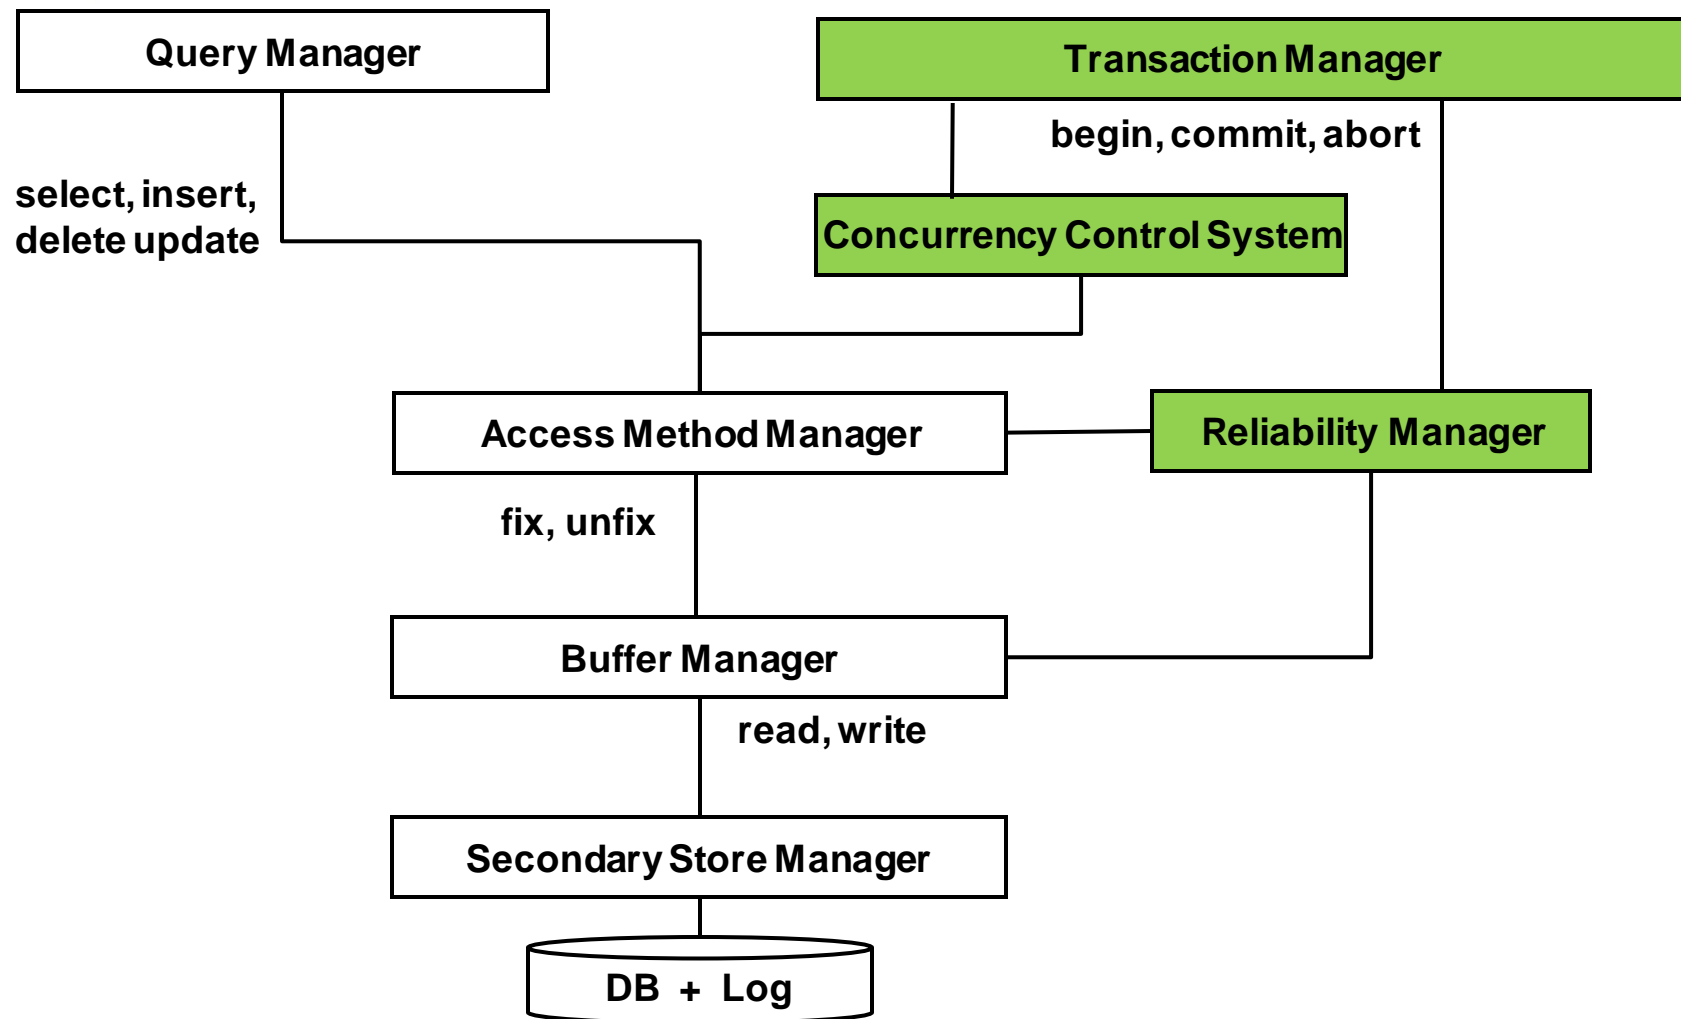 Query Manager
Transaction Manager
begin, commit, abort
select, insert,
delete update
Concurrency Control System
Access Method Manager
Reliability Manager
fix, unfix
Buffer Manager
read, write
Secondary Store Manager
DB + Log